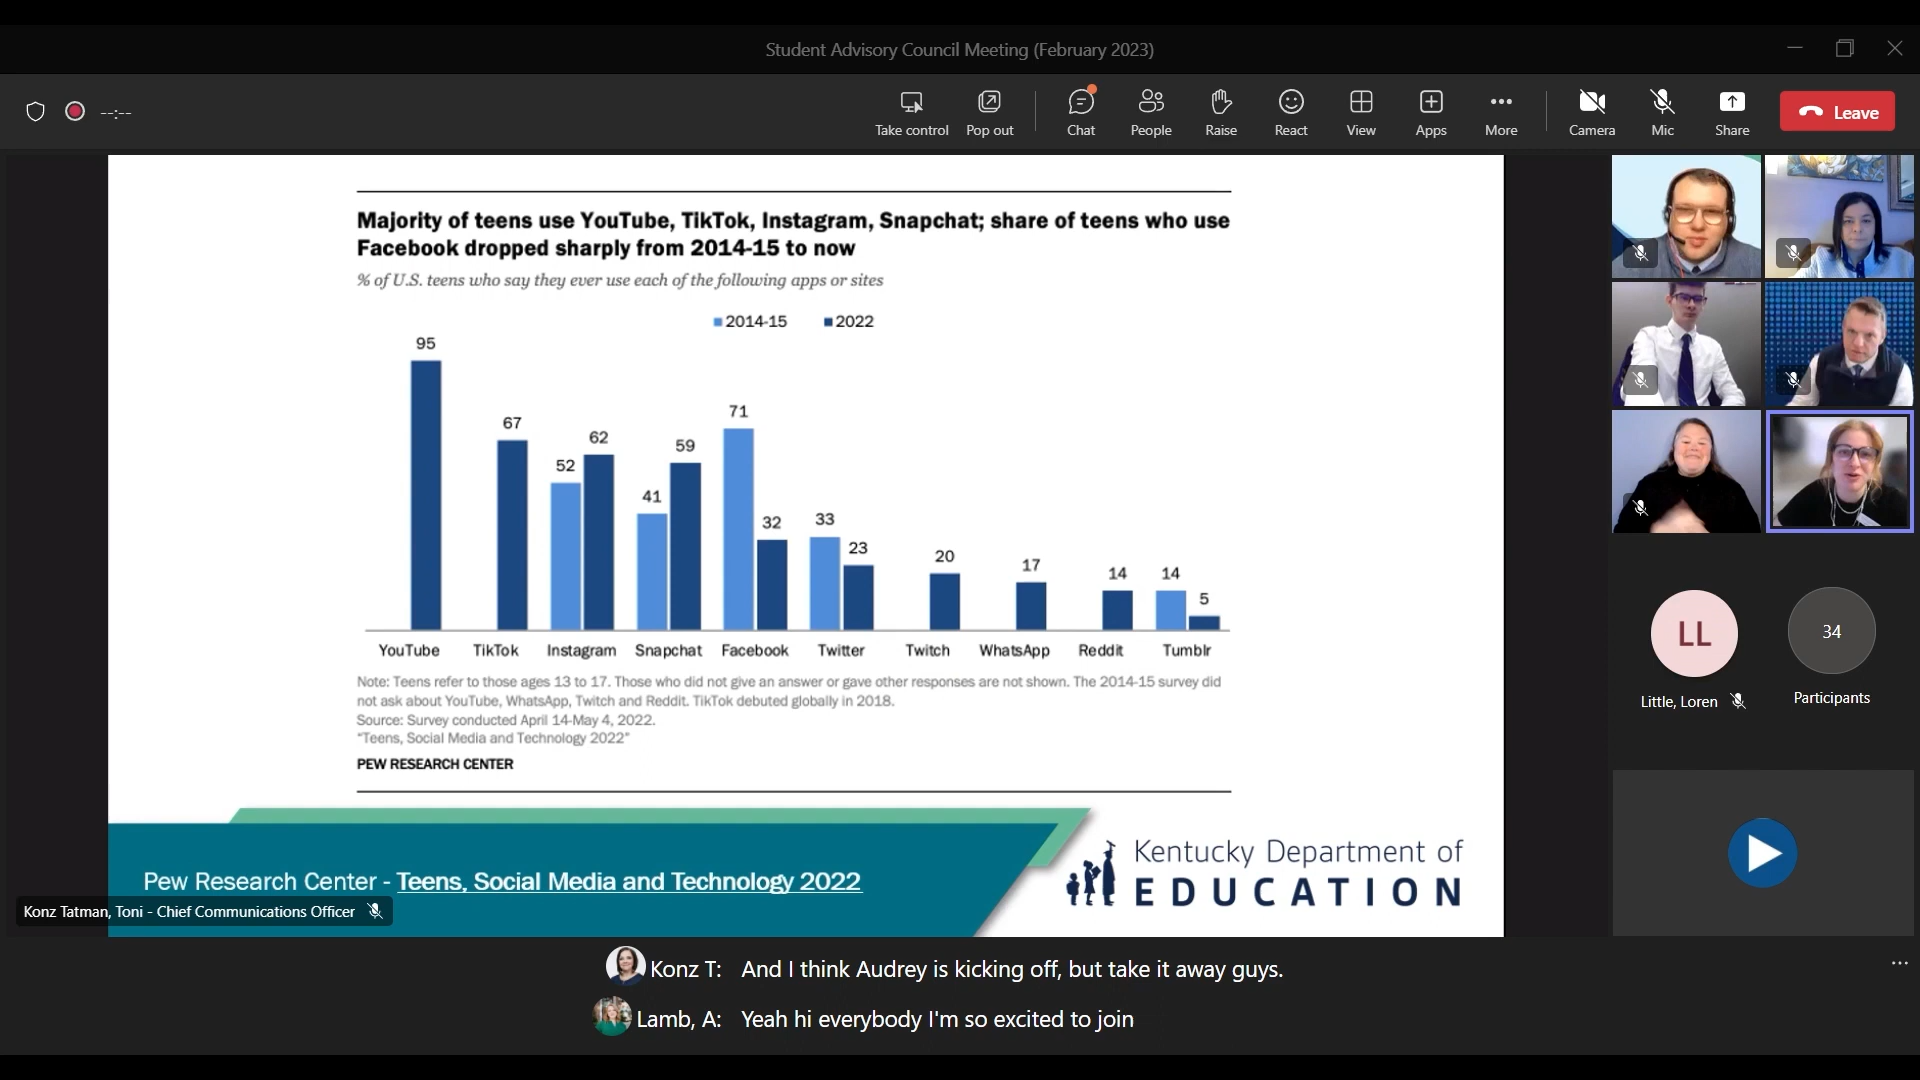 Student Advisory Council Meeting (February 2023)
--:--
Take control
Pop out
Chat
People
Raise
React
View
Apps
More
Camera
Mic
Share
Leave
Majority of teens use YouTube, TikTok, Instagram, Snapchat; share of teens who use
Facebook dropped sharply from 2014-15 to now
% of U.S. teens who say they ever use each of the following apps or sites
2014-15 2022
95
67
52 62
41 59
71 32
33 23
20
17
14
14 5
YouTube TikTok Instagram Snapchat Facebook Twitter Twitch WhatsApp Reddit Tumblr
Note: Teens refer to those ages 13 to 17. Those who did not give an answer or gave other responses are not shown. The 2014-15 survey did
not ask about YouTube, WhatsApp, Twitch and Reddit. TikTok debuted globally in 2018.
Source: Survey conducted April 14-May 4, 2022.
"Teens, Social Media and Technology 2022"
PEW RESEARCH CENTER
Pew Research Center - Teens, Social Media and Technology 2022
Kentucky Department of
EDUCATION
Konz Tatman, Toni - Chief Communications Officer
LL
Little, Loren
34
Participants
Konz T: And I think Audrey is kicking off, but take it away guys.
Lamb, A: Yeah hi everybody I'm so excited to join